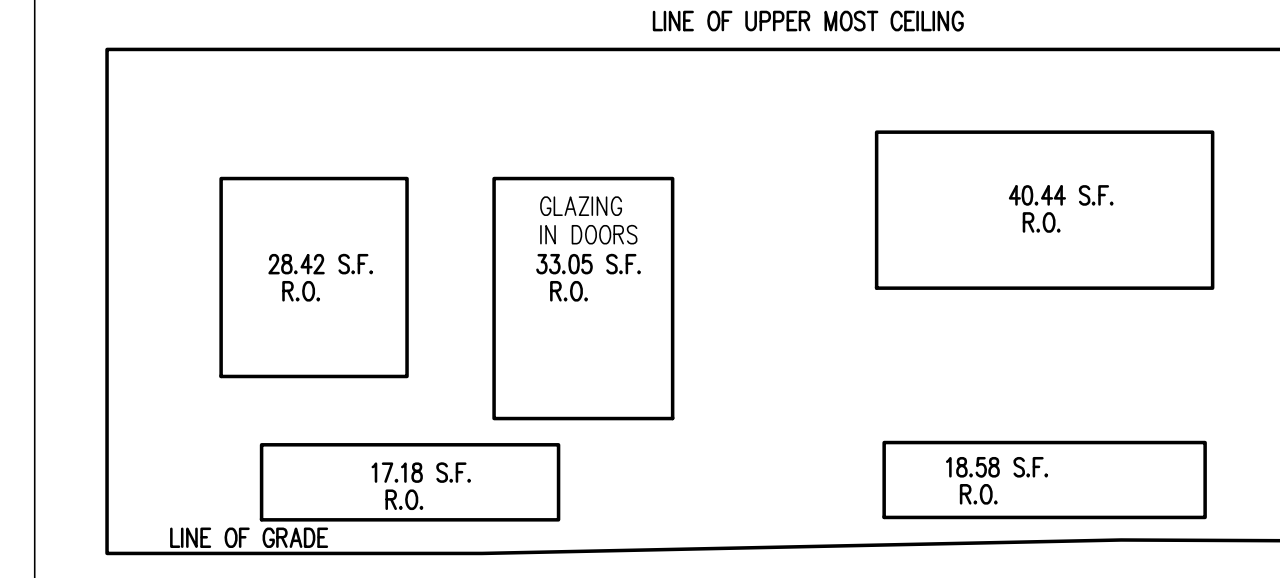 LINE OF UPPER MOST CEILING
28.42 S.F.
R.O.
GLAZING
IN DOORS
33.05 S.F.
R.O.
40.44 S.F.
R.O.
17.18 S.F.
R.O.
18.58 S.F.
R.O.
LINE OF GRADE